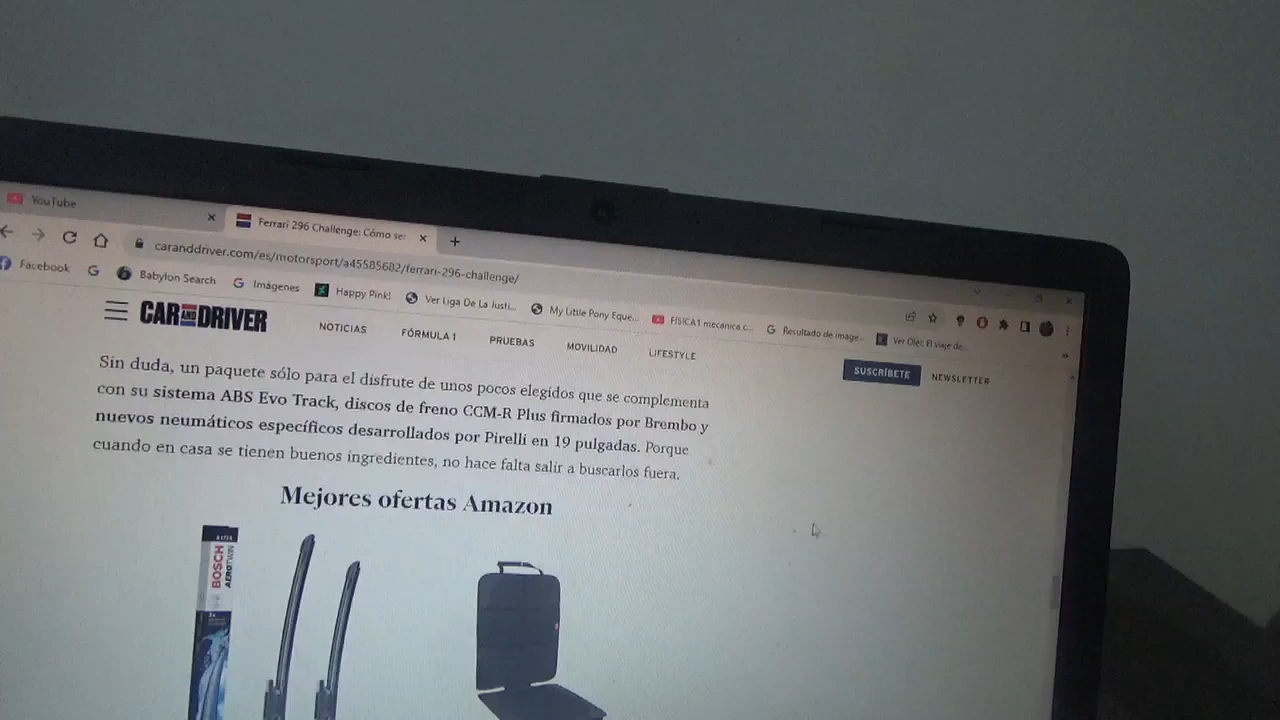 YouTube
Ferrari 296 Challenge: Cómo se
caranddriver.com/es/motorsport/a45585682/ferrari-296-challenge/
Facebook
Babylon Search
Imágenes
Happy Pink!
Ver Liga De La Justi...
My Little Pony Eque...
FISICA1 mecanica c...
Resultado de image...
Ver Olé!: El viaje de...
CAR AND DRIVER
NOTICIAS
FÓRMULA 1
PRUEBAS
MOVILIDAD
LIFESTYLE
SUSCRÍBETE
NEWSLETTER
Sin duda, un paquete sólo para el disfrute de unos pocos elegidos que se complementa
con su sistema ABS Evo Track, discos de freno CCM-R Plus firmados por Brembo y
nuevos neumáticos específicos desarrollados por Pirelli en 19 pulgadas. Porque
cuando en casa se tienen buenos ingredientes, no hace falta salir a buscarlos fuera.
Mejores ofertas Amazon
BOSCH
AEROTWIN